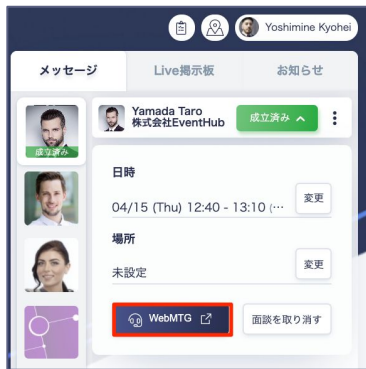 Yoshimine Kyohei
メッセージ
Live掲示板
お知らせ
成立済み
Yamada Taro
株式会社EventHub
成立済み
日時
04/15 (Thu) 12:40 - 13:10 (…
変更
場所
未設定
変更
WebMTG
面談を取り消す